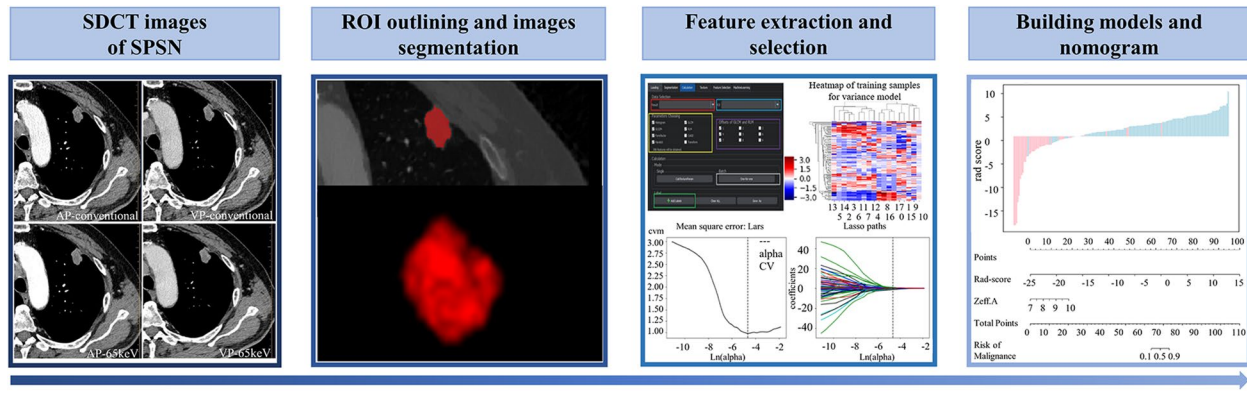 SDCT images
of SPSN
ROI outlining and images
segmentation
Feature extraction and
selection
Building models and
nomogram
AP-conventional
VP-conventional
AP-65keV
VP-65keV
Heatmap of training samples
for variance model
3.0
1.5
0.0
−1.5
−3.0
13 14 3 11 12 8 17 1 9
5 2 6 7 4 16 0 15 10
Mean square error: Lars
cvm
3.00
2.75
2.50
2.25
2.00
1.75
1.50
1.25
1.00
--- alpha
CV
-10 -8 -6 -4 -2
Ln(alpha)
Lasso paths
coefficients
40
20
0
-20
-40
-10 -8 -6 -4 -2
Ln(alpha)
rad score
10
5
0
-5
-10
-15
Points
0 10 20 30 40 50 60 70 80 90 100
Rad-score
-25 -20 -15 -10 -5 0 5 10 15
Zeff.A
7 8 9 10
Total Points
0 10 20 30 40 50 60 70 80 90 100 110
Risk of
Malignance
0.1 0.5 0.9